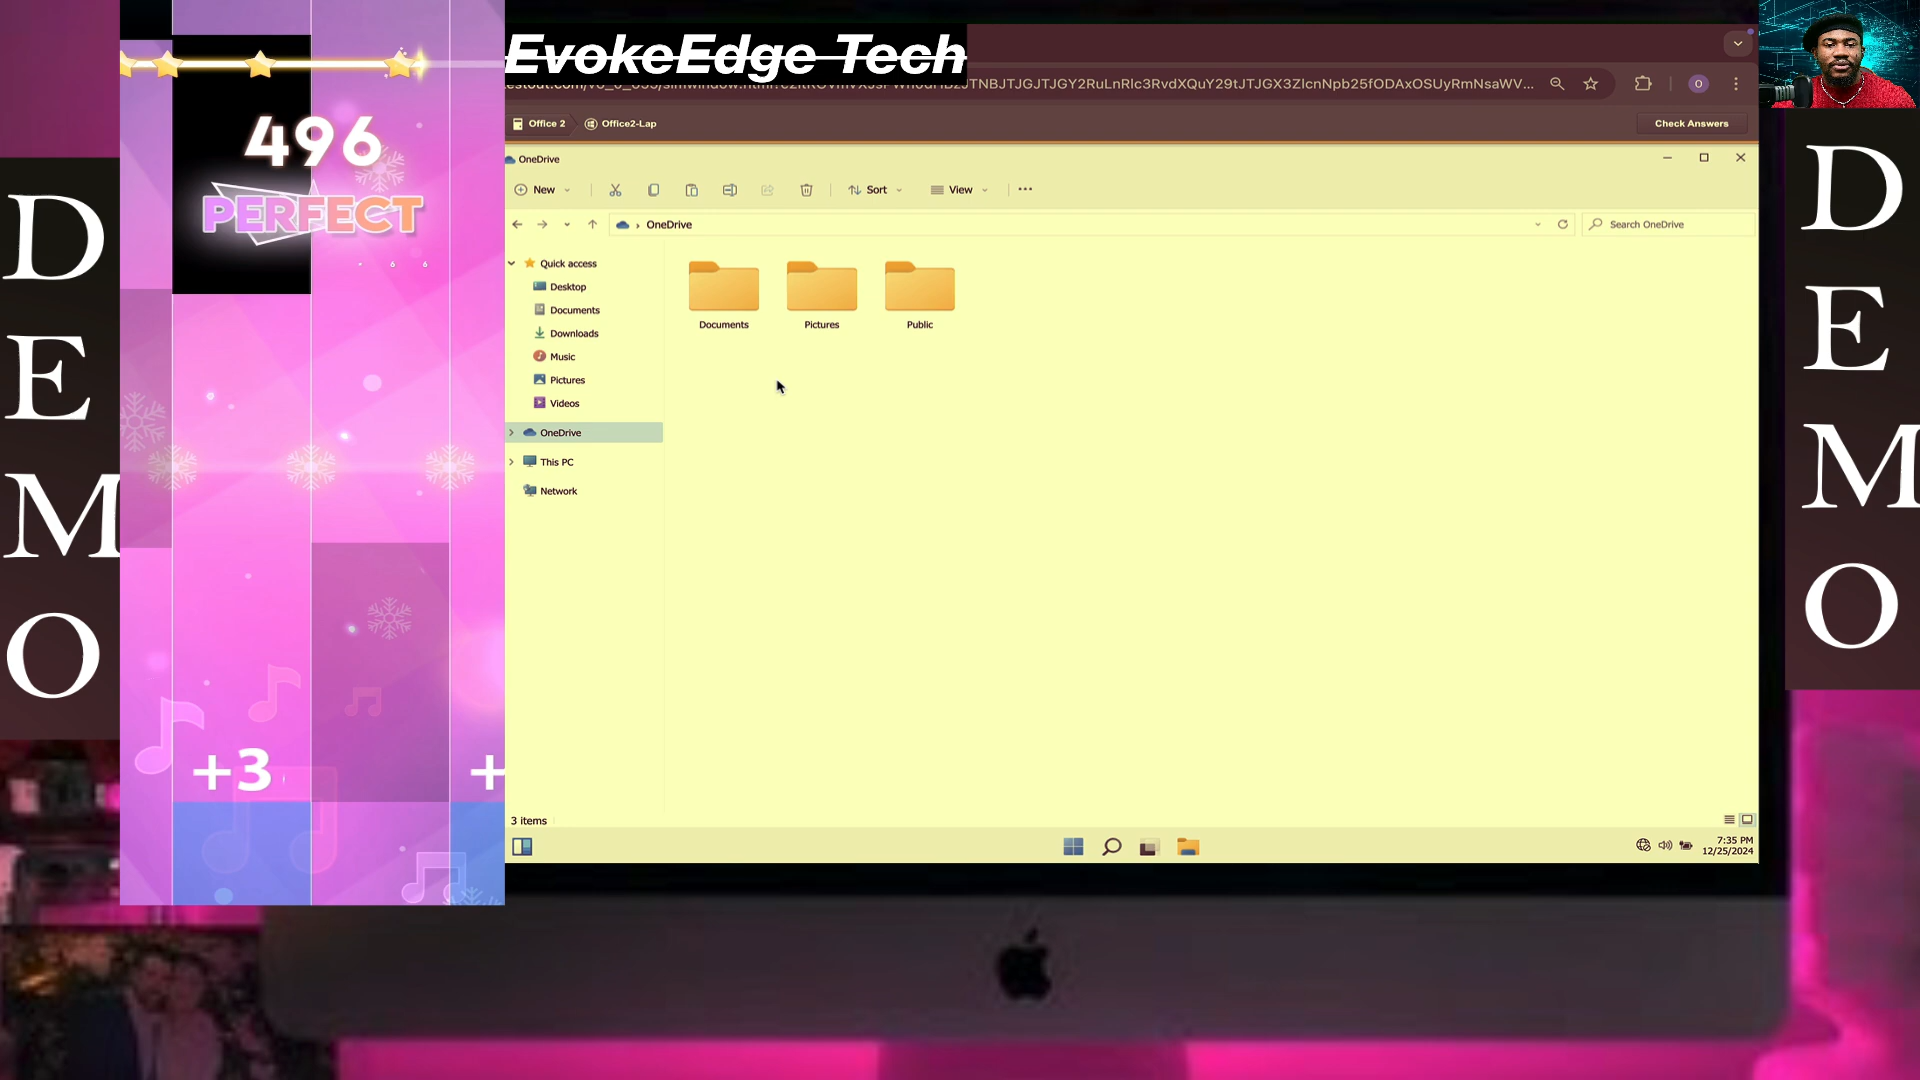 EvokeEdge Tech
JTNBJTJGJTJGY2RuLnRlc3RvdXQuY29tJTJGX3ZlcnNpb25fODAxOSUyRmNsaWV...
O
Office 2
Office2-Lap
Check Answers
OneDrive
New
Sort
View
OneDrive
Search OneDrive
Quick access
Desktop
Documents
Downloads
Music
Pictures
Videos
OneDrive
This PC
Network
Documents
Pictures
Public
3 items
7:35 PM
12/25/2024
496
PERFECT
+3
+
D
E
M
O
D
E
M
O